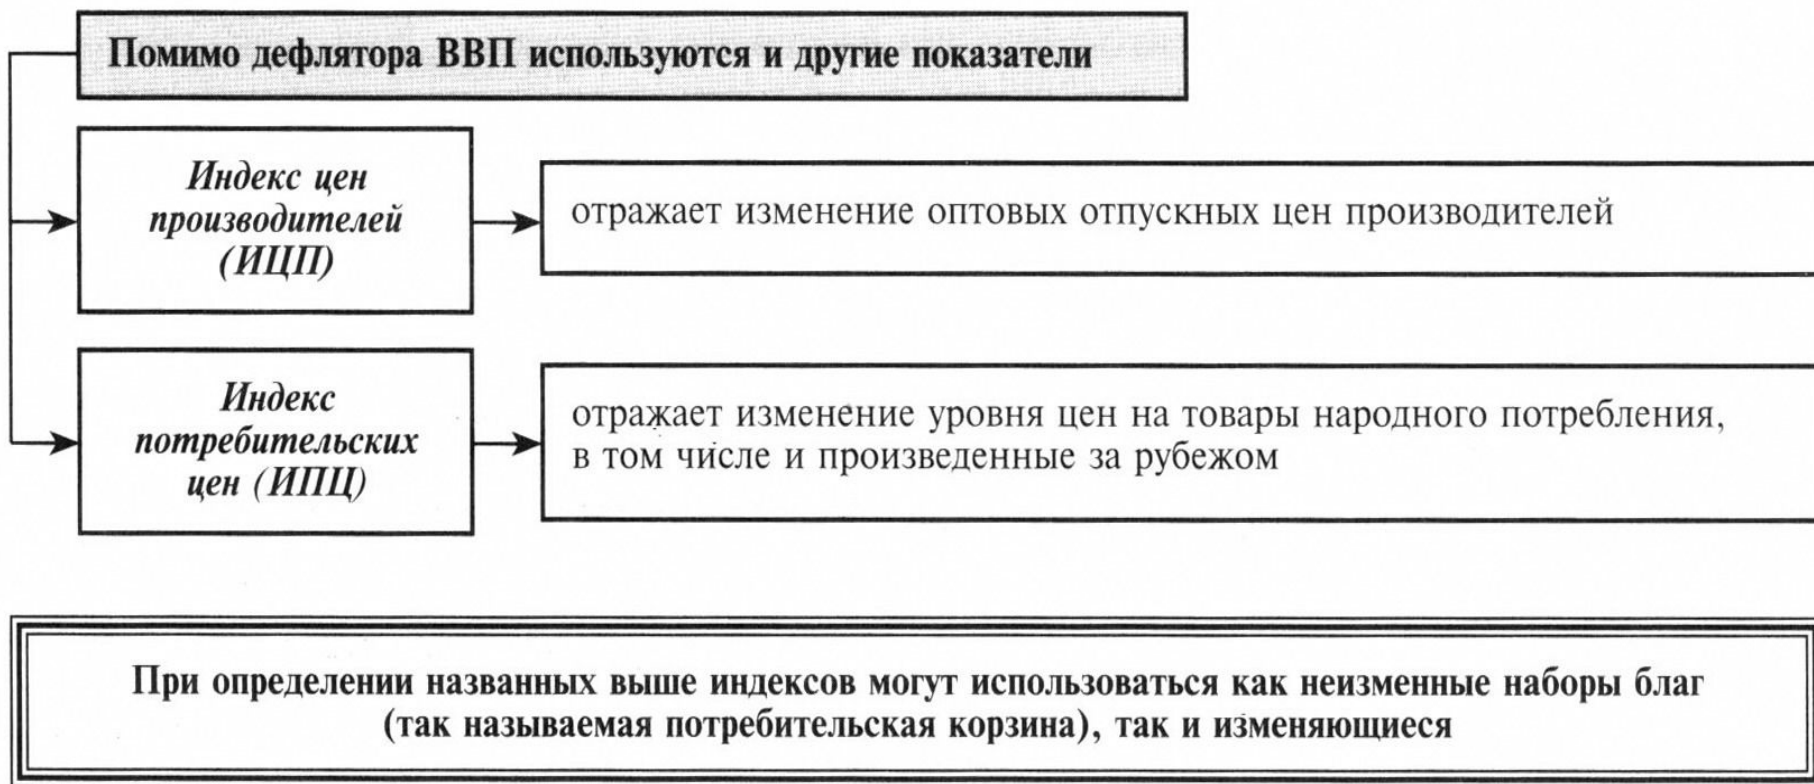 Помимо дефлятора ВВП используются и другие показатели
Индекс цен
производителей
(ИЦП)
отражает изменение оптовых отпускных цен производителей
Индекс
потребительских
цен (ИПЦ)
отражает изменение уровня цен на товары народного потребления,
в том числе и произведенные за рубежом
При определении названных выше индексов могут использоваться как неизменные наборы благ
(так называемая потребительская корзина), так и изменяющиеся